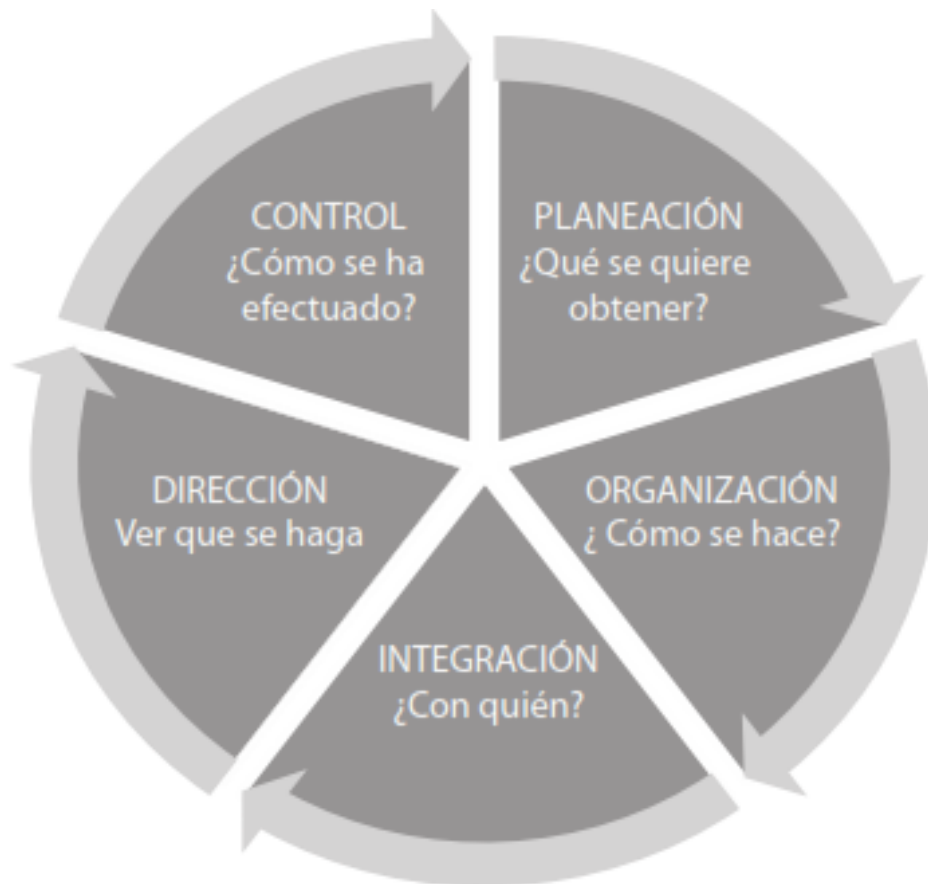 CONTROL
¿Cómo se ha
efectuado?
PLANEACIÓN
¿Qué se quiere
obtener?
DIRECCIÓN
Ver que se haga
ORGANIZACIÓN
¿ Cómo se hace?
INTEGRACIÓN
¿Con quién?